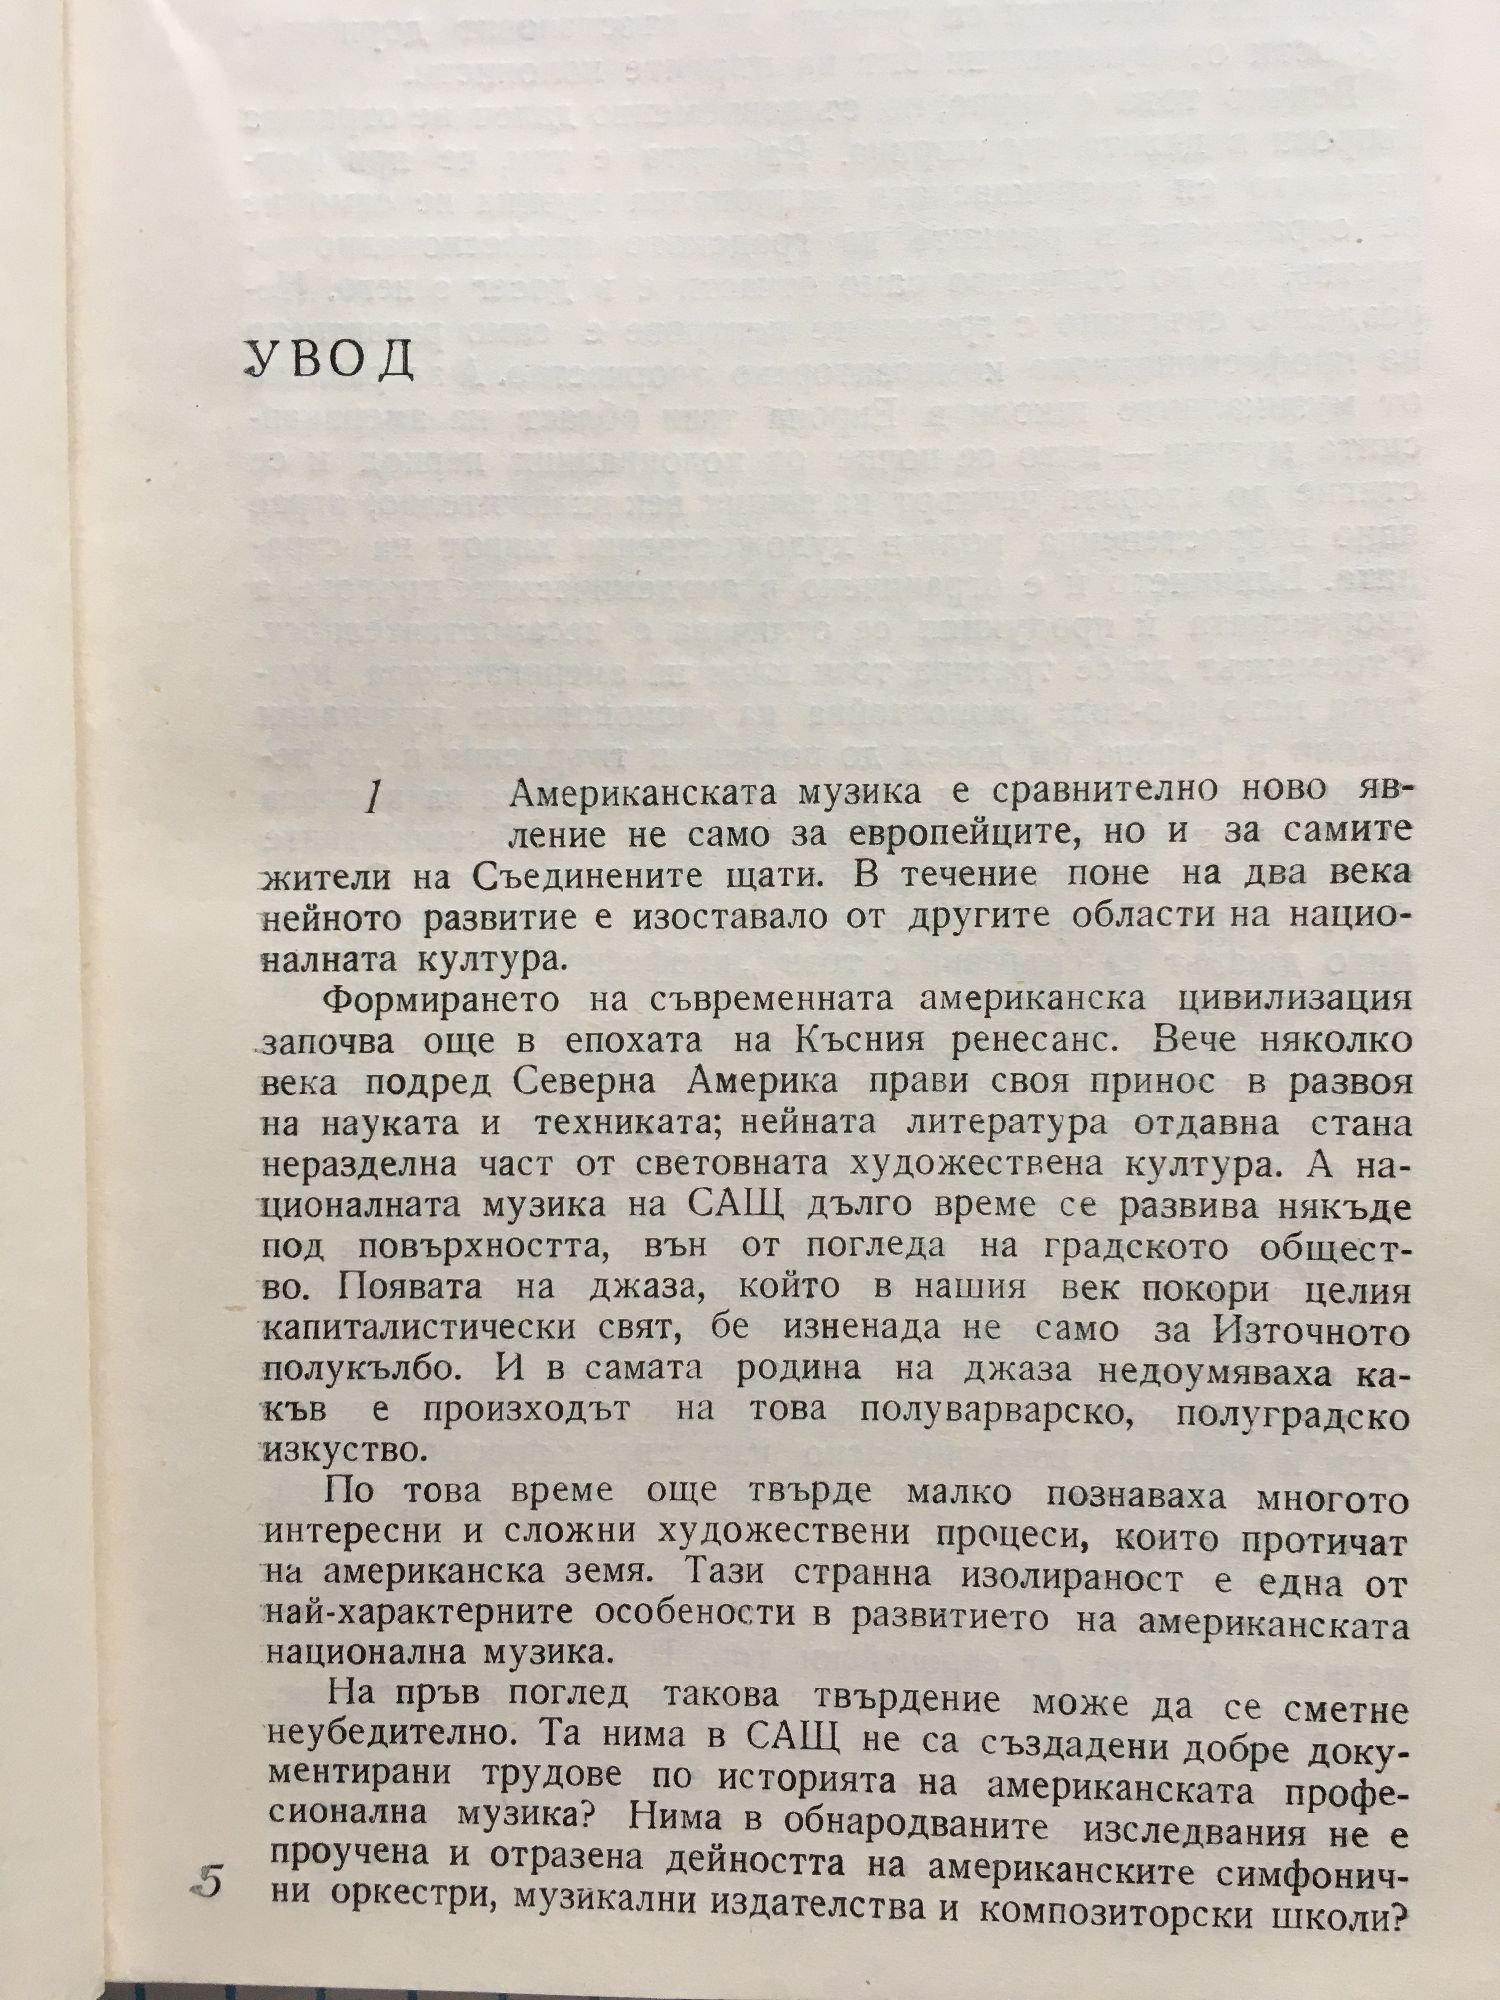 УВОД
1 Американската музика е сравнително ново яв-
ление не само за европейците, но и за самите
жители на Съединените щати. В течение поне на два века
нейното развитие е изоставало от другите области на нацио-
налната култура.
Формирането на съвременната американска цивилизация
започва още в епохата на Късния ренесанс. Вече няколко
века подред Северна Америка прави своя принос в развоя
на науката и техниката; нейната литература отдавна стана
неразделна част от световната художествена култура. А на-
ционалната музика на САЩ дълго време се развива някъде
под повърхността, вън от погледа на градското общест-
во. Появата на джаза, който в нашия век покори целия
капиталистически свят, бе изненада не само за Източното
полукълбо. И в самата родина на джаза недоумяваха ка-
къв е произходът на това полуварварско, полуградско
изкуство.
По това време още твърде малко познаваха многото
интересни и сложни художествени процеси, които протичат
на американска земя. Тази странна изолираност е една от
най-характерните особености в развитието на американската
национална музика.
На пръв поглед такова твърдение може да се сметне
неубедително. Та нима в САЩ не са създадени добре доку-
ментирани трудове по историята на американската профе-
сионална музика? Нима в обнародваните изследвания не е
проучена и отразена дейността на американските симфонич-
ни оркестри, музикални издателства и композиторски школи?
5